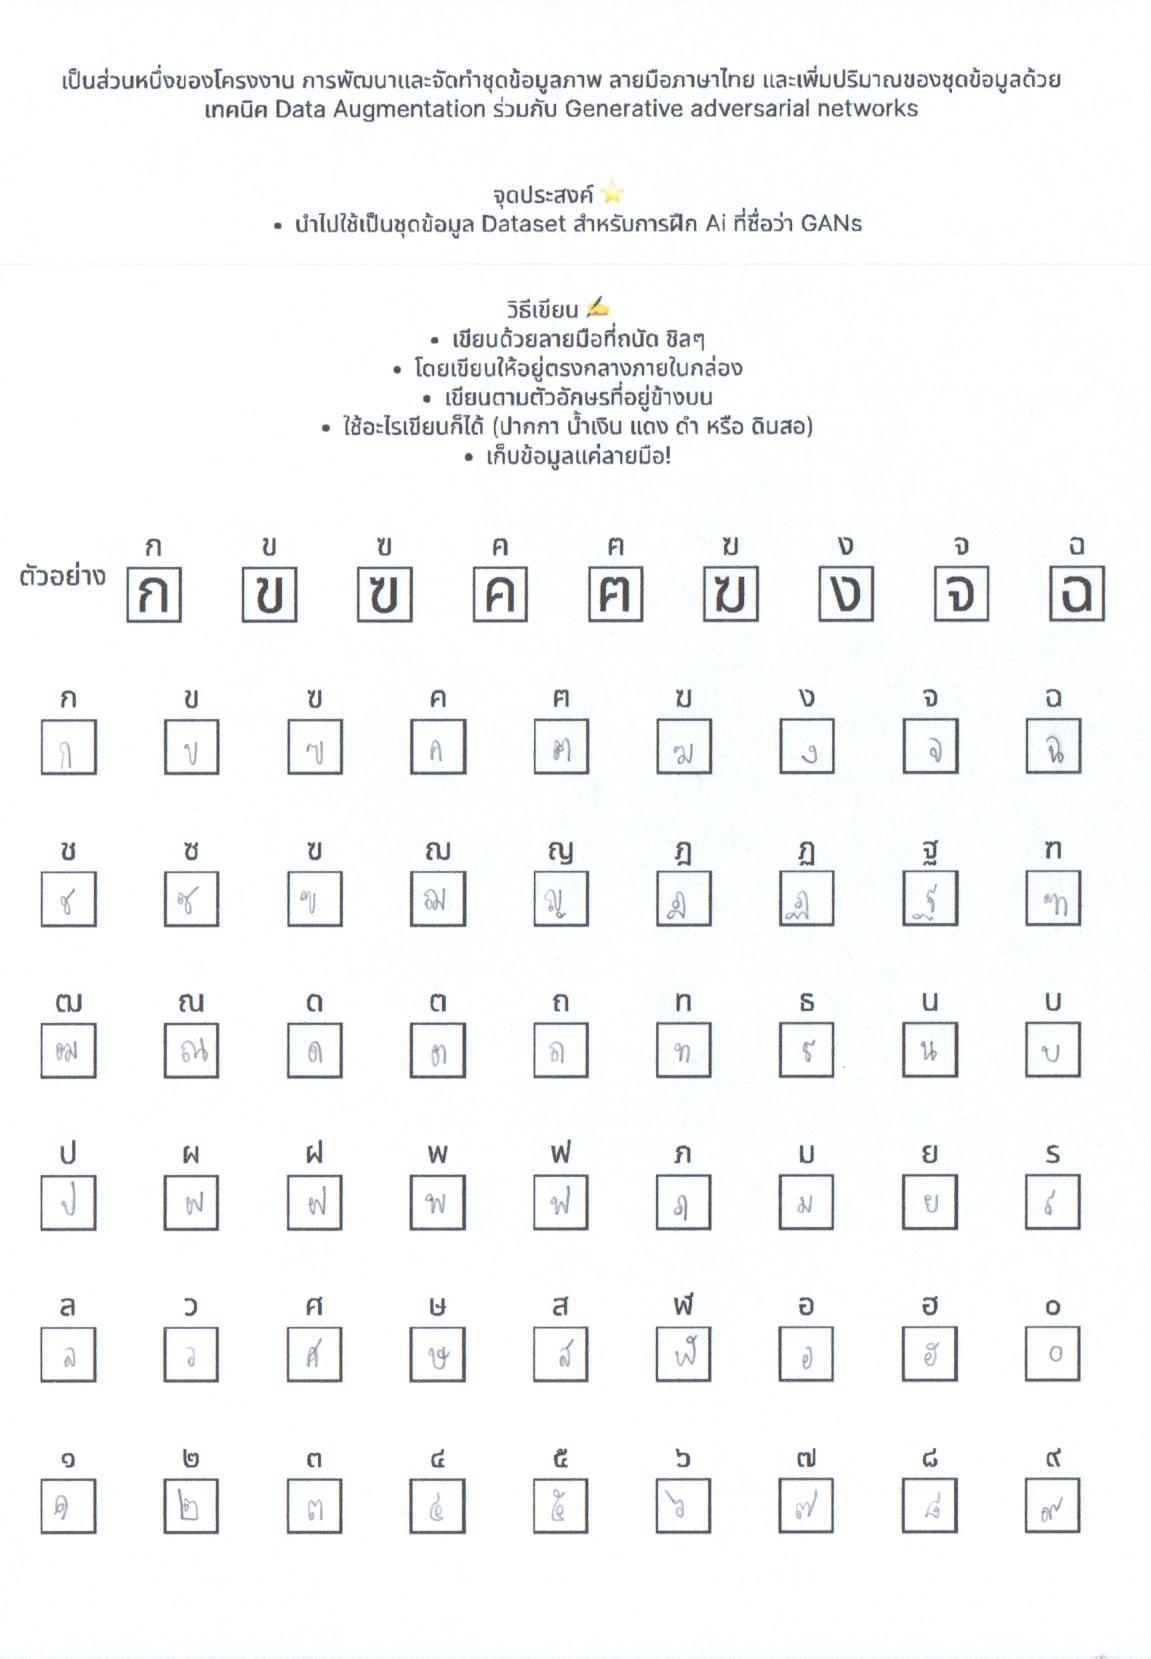 เป็นส่วนหนึ่งของโครงงาน การพัฒนาและจัดทำชุดข้อมูลภาพ ลายมือภาษาไทย และเพิ่มปริมาณของชุดข้อมูลด้วย
เทคนิค Data Augmentation ร่วมกับ Generative adversarial networks
จุดประสงค์ ⭐
• นำไปใช้เป็นชุดข้อมูล Dataset สำหรับการฝึก Ai ที่ชื่อว่า GANs
วิธีเขียน ✍
• เขียนด้วยลายมือที่ถนัด ชิลๆ
• โดยเขียนให้อยู่ตรงกลางภายในกล่อง
• เขียนตามตัวอักษรที่อยู่ข้างบน
• ใช้อะไรเขียนก็ได้ (ปากกา น้ำเงิน แดง ดำ หรือ ดินสอ)
• เก็บข้อมูลแค่ลายมือ!
ก ข ฃ ค ฅ ฆ ง จ ฉ
ตัวอย่าง ก ข ฃ ค ฅ ฆ ง จ ฉ
ก ข ฃ ค ฅ ฆ ง จ ฉ
ก ข ฃ ค ฅ ฆ ง จ ฉ
ช ซ ฃ ฌ ญ ฎ ฏ ฐ ฑ
ช ซ ฃ ฌ ญ ฎ ฏ ฐ ฑ
ฒ ณ ด ต ถ ท ธ น บ
ฒ ณ ด ต ถ ท ธ น บ
ป ผ ฝ พ ฟ ภ ม ย ร
ป ผ ฝ พ ฟ ภ ม ย ร
ล ว ศ ษ ส ฬ อ ฮ ๐
ล ว ศ ษ ส ฬ อ ฮ ๐
๑ ๒ ๓ ๔ ๕ ๖ ๗ ๘ ๙
๑ ๒ ๓ ๔ ๕ ๖ ๗ ๘ ๙